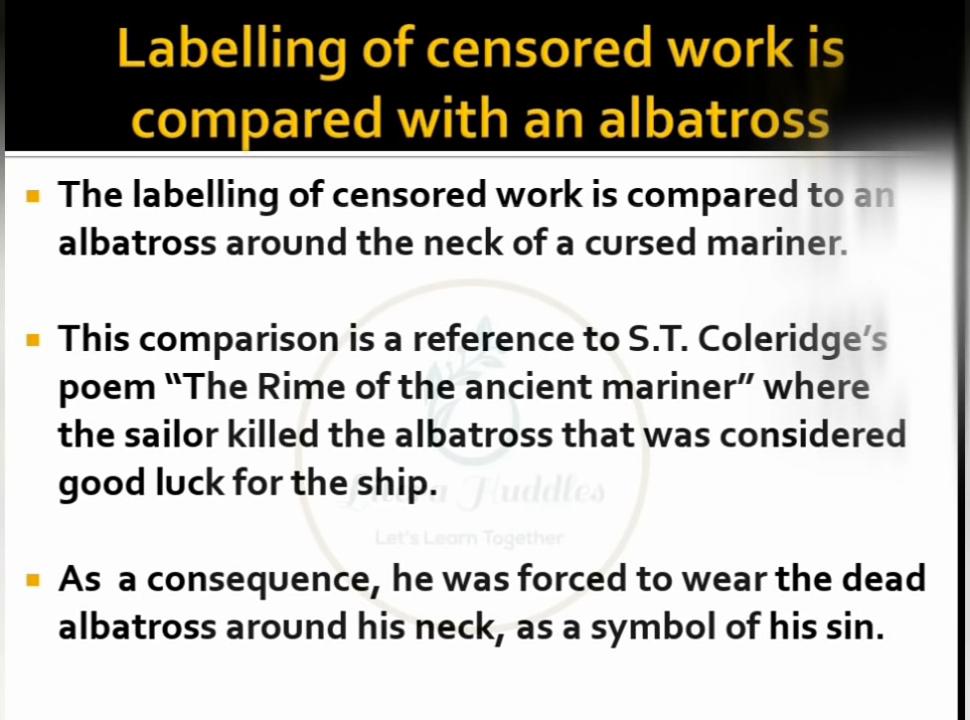 Labelling of censored work is
compared with an albatross
▪ The labelling of censored work is compared to an
albatross around the neck of a cursed mariner.
▪ This comparison is a reference to S.T. Coleridge's
poem “The Rime of the ancient mariner” where
the sailor killed the albatross that was considered
good luck for the ship.
Huddles
Let's Learn Together
▪ As a consequence, he was forced to wear the dead
albatross around his neck, as a symbol of his sin.